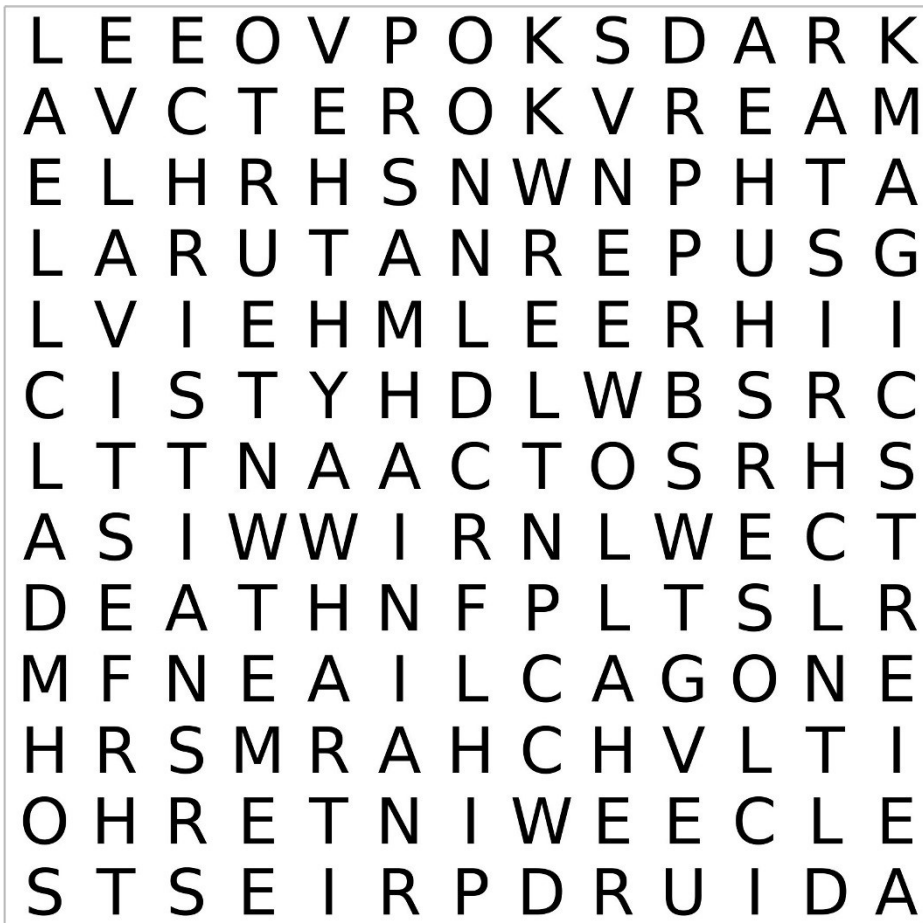 L E E O V P O K S D A R K
A V C T E R O K V R E A M
E L H R H S N W N P H T A
L A R U T A N R E P U S G
L V I E H M L E E R H I I
C I S T Y H D L W B S R C
L T T N A A C T O S R H S
A S I W W I R N L W E C T
D E A T H N F P L T S L R
M F N E A I L C A G O N E
H R S M R A H C H V L T I
O H R E T N I W E E C L E
S T S E I R P D R U I D A